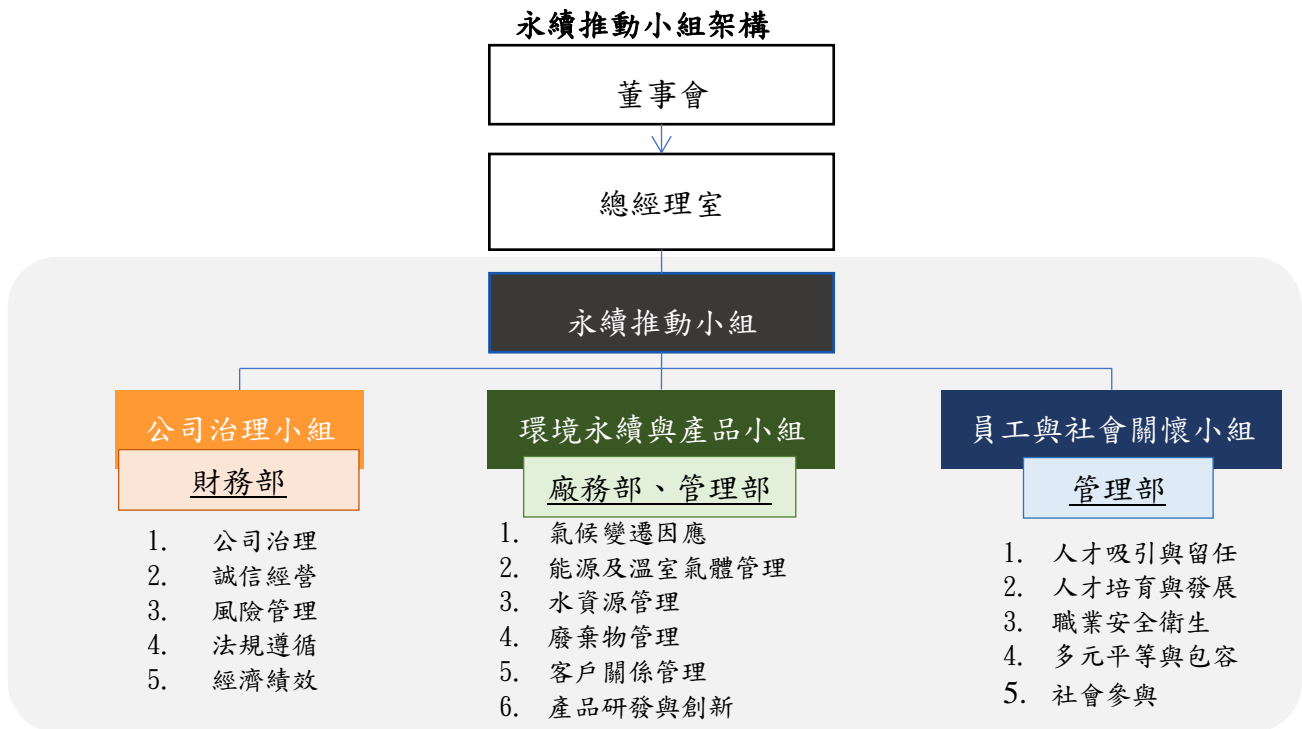 永續推動小組架構
董事會
總經理室
永續推動小組
公司治理小組
財務部
1. 公司治理
2. 誠信經營
3. 風險管理
4. 法規遵循
5. 經濟績效
環境永續與產品小組
廠務部、管理部
1. 氣候變遷因應
2. 能源及溫室氣體管理
3. 水資源管理
4. 廢棄物管理
5. 客戶關係管理
6. 產品研發與創新
員工與社會關懷小組
管理部
1. 人才吸引與留任
2. 人才培育與發展
3. 職業安全衛生
4. 多元平等與包容
5. 社會參與